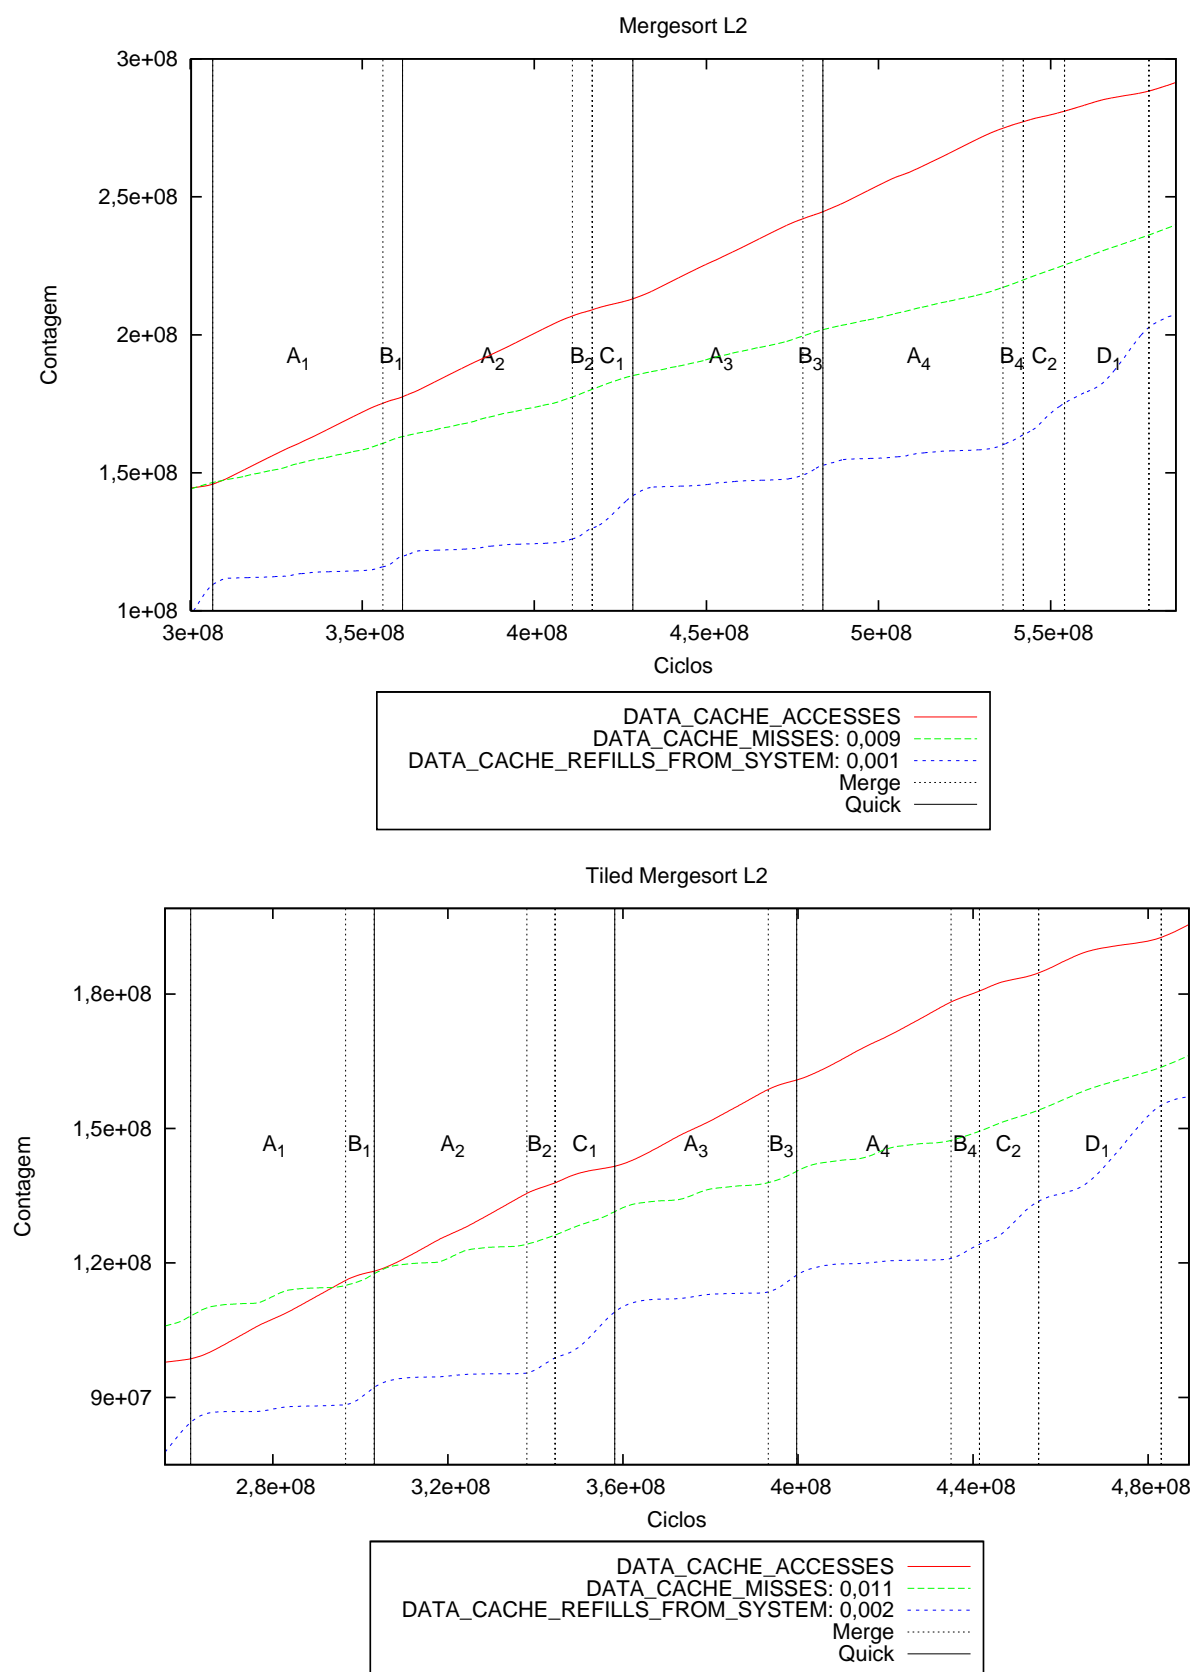 Mergesort L2
3e+08
2,5e+08
2e+08
1,5e+08
1e+08
Contagem
A1 B1 A2 B2 C1 A3 B3 A4 B4 C2 D1
3e+08 3,5e+08 4e+08 4,5e+08 5e+08 5,5e+08
Ciclos
DATA_CACHE_ACCESSES
DATA_CACHE_MISSES: 0,009
DATA_CACHE_REFILLS_FROM_SYSTEM: 0,001
Merge
Quick
Tiled Mergesort L2
1,8e+08
1,5e+08
1,2e+08
9e+07
Contagem
A1 B1 A2 B2 C1 A3 B3 A4 B4 C2 D1
2,8e+08 3,2e+08 3,6e+08 4e+08 4,4e+08 4,8e+08
Ciclos
DATA_CACHE_ACCESSES
DATA_CACHE_MISSES: 0,011
DATA_CACHE_REFILLS_FROM_SYSTEM: 0,002
Merge
Quick